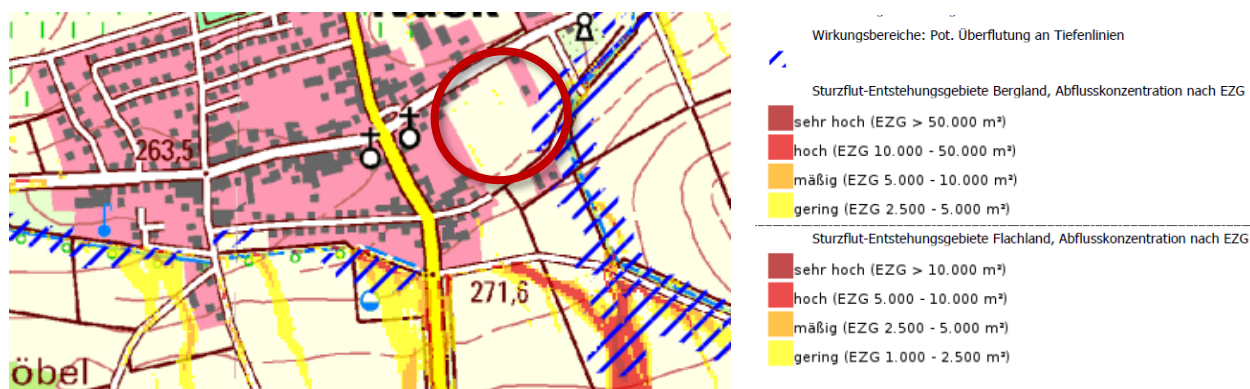 263,5
271,6
öbel
Wirkungsbereiche: Pot. Überflutung an Tiefenlinien
Sturzflut-Entstehungsgebiete Bergland, Abflusskonzentration nach EZG
sehr hoch (EZG > 50.000 m²)
hoch (EZG 10.000 - 50.000 m²)
mäßig (EZG 5.000 - 10.000 m²)
gering (EZG 2.500 - 5.000 m²)
Sturzflut-Entstehungsgebiete Flachland, Abflusskonzentration nach EZG
sehr hoch (EZG > 10.000 m²)
hoch (EZG 5.000 - 10.000 m²)
mäßig (EZG 2.500 - 5.000 m²)
gering (EZG 1.000 - 2.500 m²)